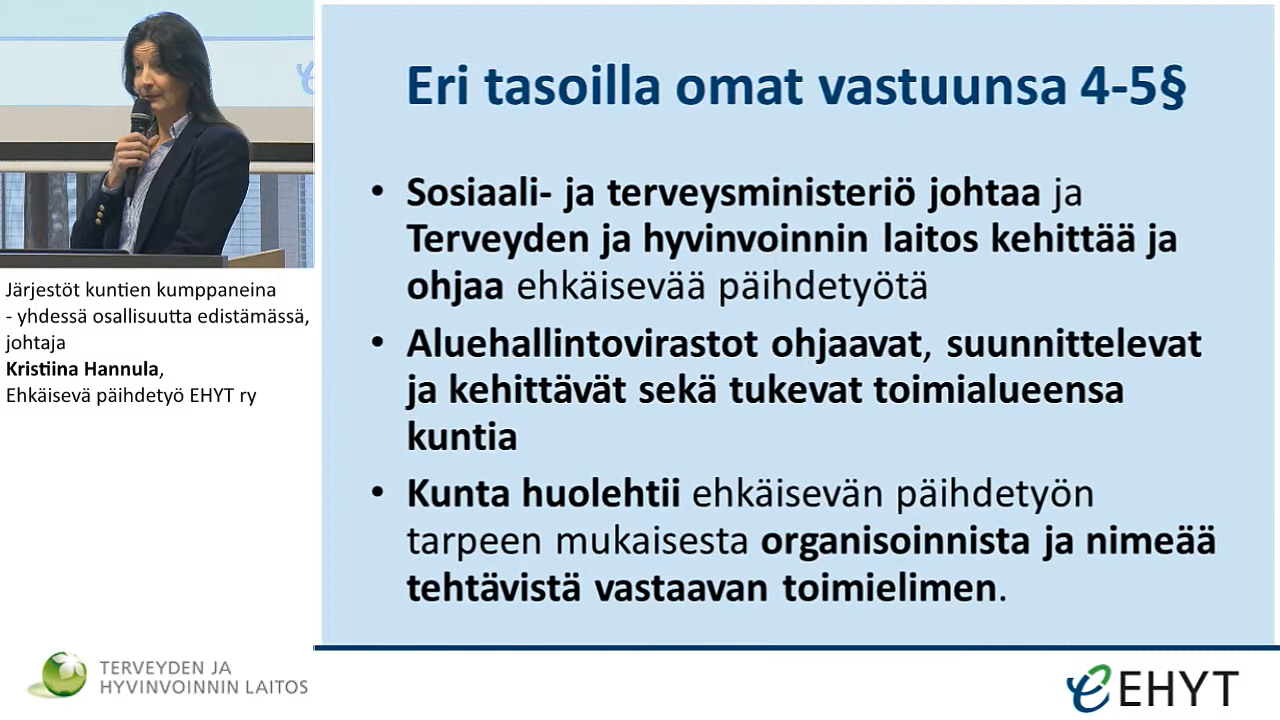 Eri tasoilla omat vastuunsa 4-5§
• Sosiaali- ja terveysministeriö johtaa ja
Terveyden ja hyvinvoinnin laitos kehittää ja
ohjaa ehkäisevää päihdetyötä
• Aluehallintovirastot ohjaavat, suunnittelevat
ja kehittävät sekä tukevat toimialueensa
kuntia
• Kunta huolehtii ehkäisevän päihdetyön
tarpeen mukaisesta organisoinnista ja nimeää
tehtävistä vastaavan toimielimen.
Järjestöt kuntien kumppaneina
- yhdessä osallisuutta edistämässä,
johtaja
Kristiina Hannula,
Ehkäisevä päihdetyö EHYT ry
TERVEYDEN JA
HYVINVOINNIN LAITOS
EHYT